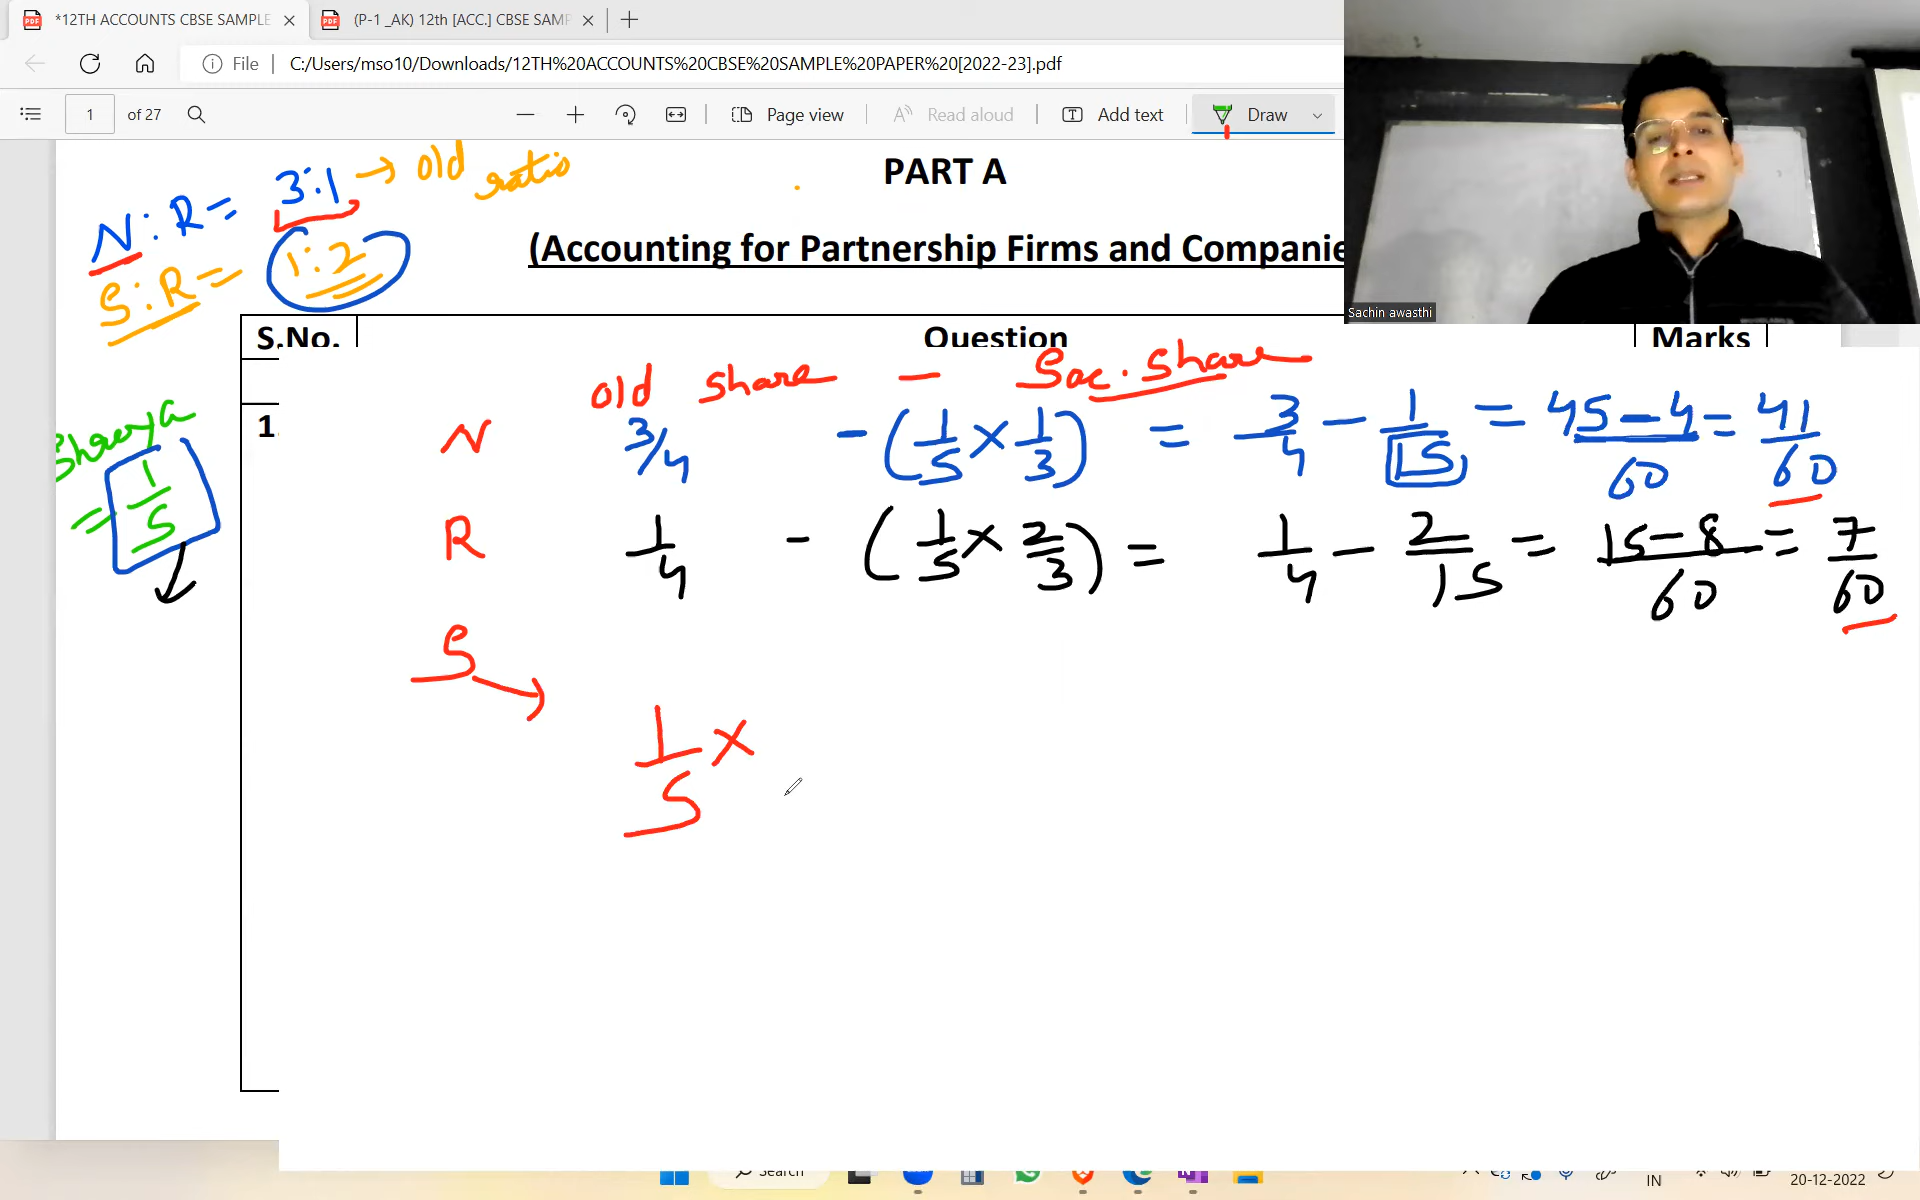 *12TH ACCOUNTS CBSE SAMPLE
(P-1 _AK) 12th [ACC.] CBSE SAMF
File
C:/Users/mso10/Downloads/12TH%20ACCOUNTS%20CBSE%20SAMPLE%20PAPER%20[2022-23].pdf
1 of 27
Page view
Read aloud
Add text
Draw
Sachin awasthi
PART A
N : R = 3:1 → old ratio
(Accounting for Partnership Firms and Companie
S : R = 1:2
S.No. Question Marks
old share - Sac. Share
1
N 3/4 - (1/5 × 1/3) = 3/4 - 1/15 = 45-4/60 = 41/60
Shreya = 1/5
R 1/4 - (1/5 × 2/3) = 1/4 - 2/15 = 15-8/60 = 7/60
S →
1/5 ×
Search
IN
20-12-2022